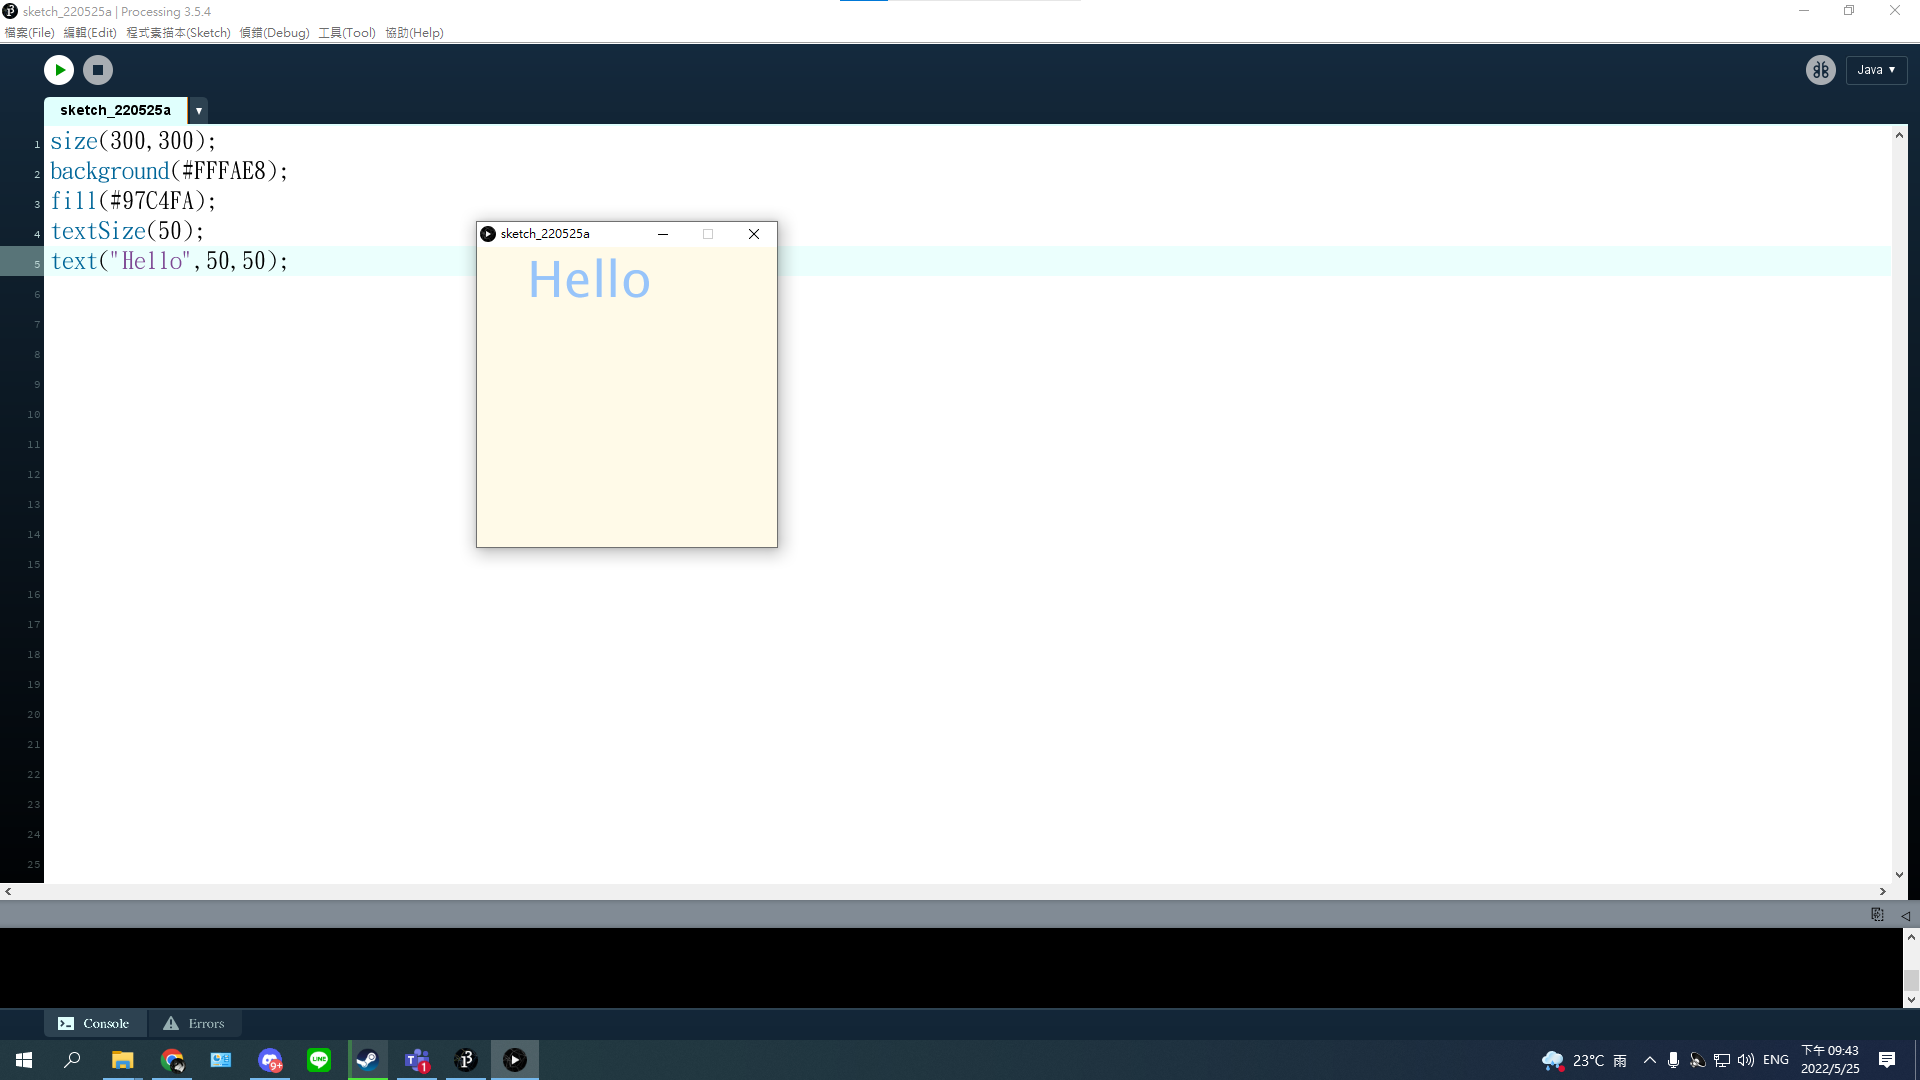 sketch_220525a | Processing 3.5.4
檔案(File) 編輯(Edit) 程式素描本(Sketch) 偵錯(Debug) 工具(Tool) 協助(Help)
Java ▼
sketch_220525a ▼
1 size(300,300);
2 background(#FFFAE8);
3 fill(#97C4FA);
4 textSize(50);
5 text("Hello",50,50);
6
7
8
9
10
11
12
13
14
15
16
17
18
19
20
21
22
23
24
25
sketch_220525a
Hello
Console
Errors
9+
LINE
T
1
23°C 雨
ENG
下午 09:43
2022/5/25